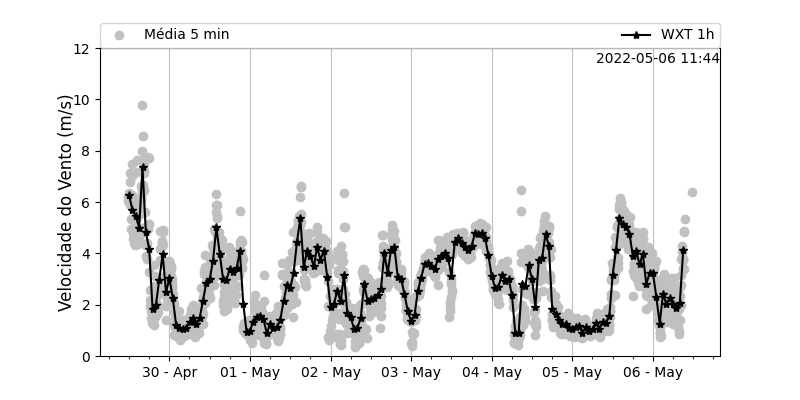 Média 5 min
WXT 1h
2022-05-06 11:44
Velocidade do Vento (m/s)
12
10
8
6
4
2
0
30 - Apr
01 - May
02 - May
03 - May
04 - May
05 - May
06 - May